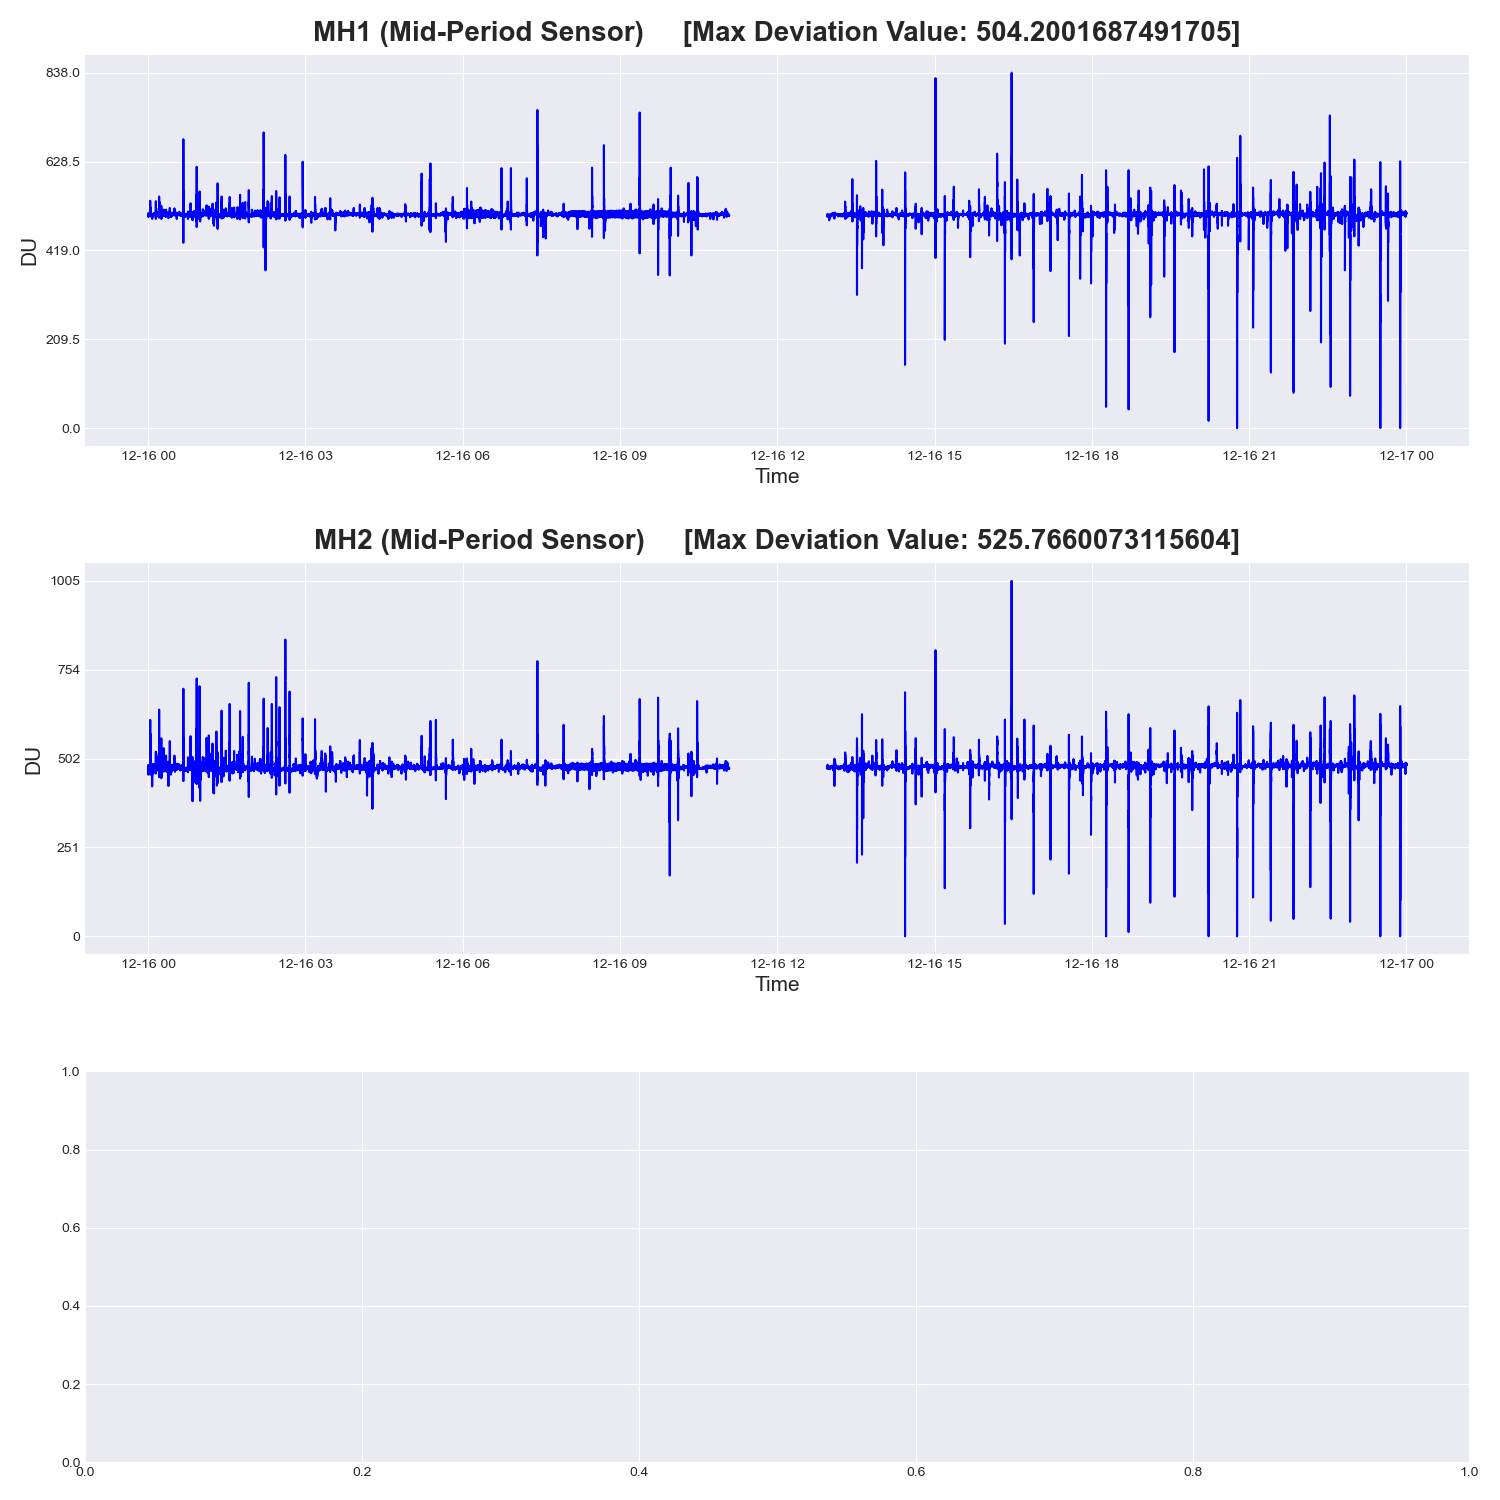 MH1 (Mid-Period Sensor) [Max Deviation Value: 504.2001687491705]
838.0
628.5
419.0
209.5
0.0
DU
12-16 00 12-16 03 12-16 06 12-16 09 12-16 12 12-16 15 12-16 18 12-16 21 12-17 00
Time
MH2 (Mid-Period Sensor) [Max Deviation Value: 525.7660073115604]
1005
754
502
251
0
DU
12-16 00 12-16 03 12-16 06 12-16 09 12-16 12 12-16 15 12-16 18 12-16 21 12-17 00
Time
1.0
0.8
0.6
0.4
0.2
0.0
0.0 0.2 0.4 0.6 0.8 1.0